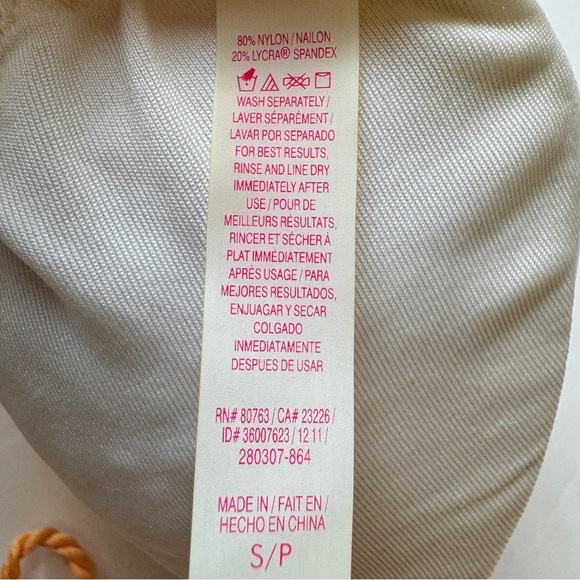 80% NYLON / NAILON
20% LYCRA® SPANDEX
WASH SEPARATELY /
LAVER SÉPARÉMENT /
LAVAR POR SEPARADO
FOR BEST RESULTS,
RINSE AND LINE DRY
IMMEDIATELY AFTER
USE / POUR DE
MEILLEURS RÉSULTATS,
RINCER ET SÉCHER À
PLAT IMMÉDIATEMENT
APRÈS USAGE / PARA
MEJORES RESULTADOS,
ENJUAGAR Y SECAR
COLGADO
INMEDIATAMENTE
DESPUES DE USAR
RN# 80763 / CA# 23226 /
ID# 36007623 / 12 11 /
280307-864
MADE IN / FAIT EN /
HECHO EN CHINA
S/P